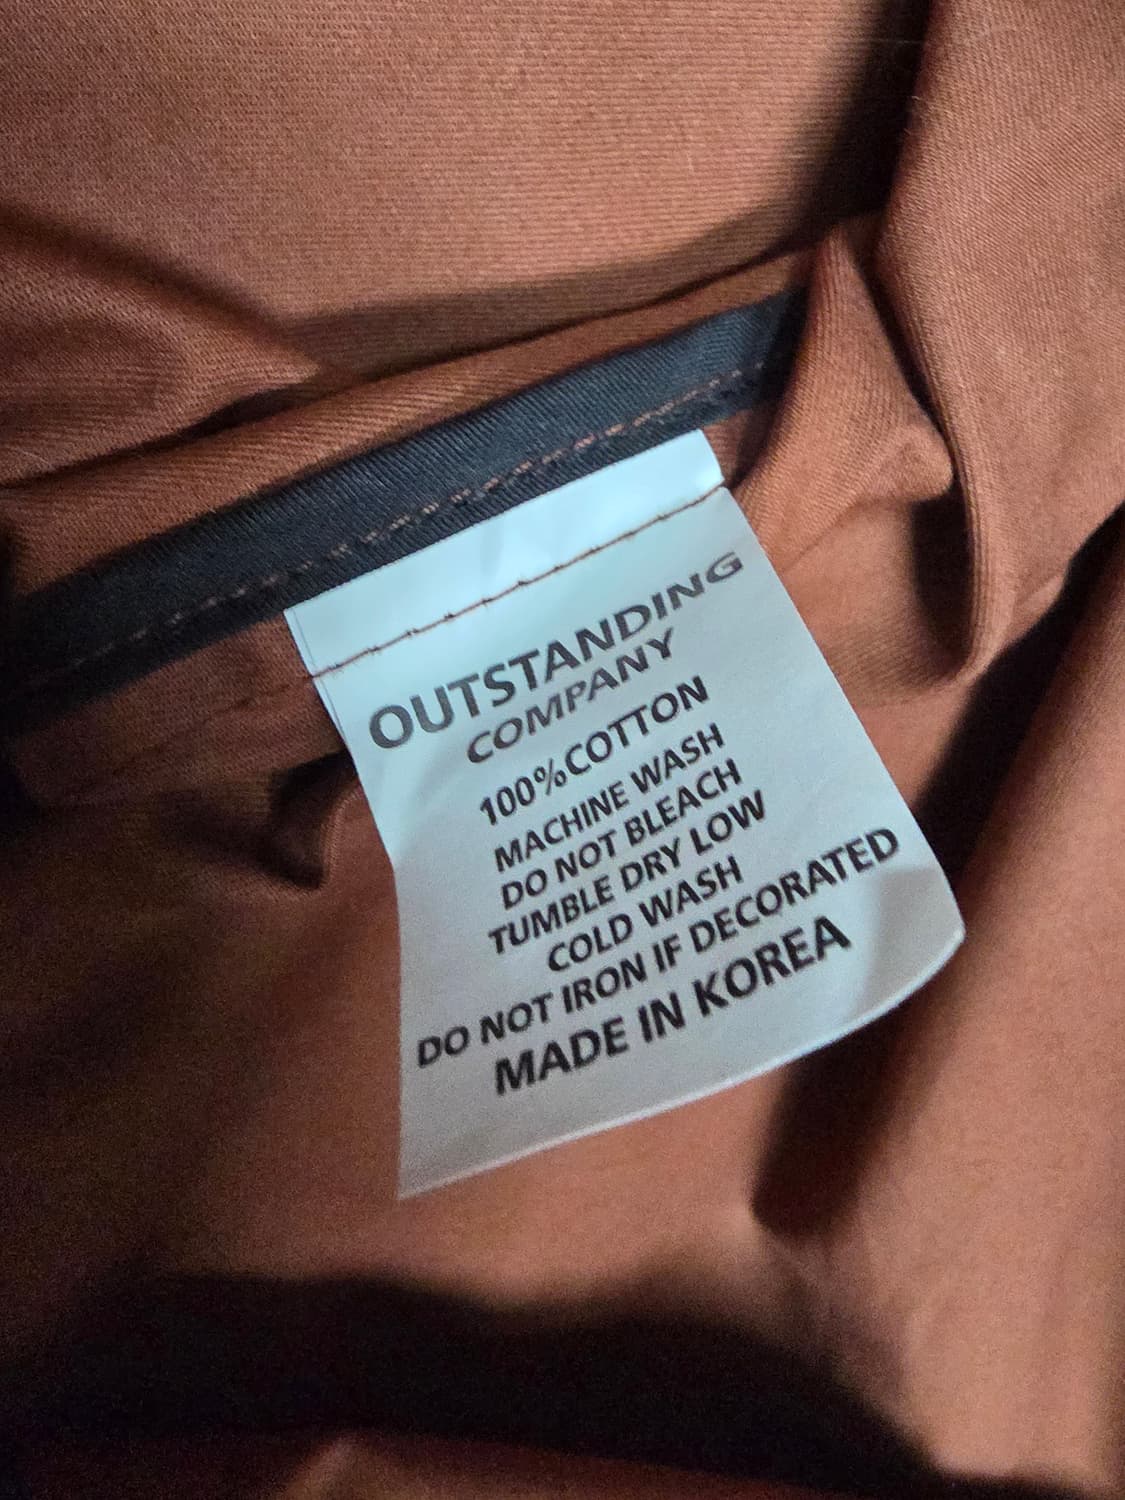 OUTSTANDING
COMPANY
100%COTTON
MACHINE WASH
DO NOT BLEACH
TUMBLE DRY LOW
COLD WASH
DO NOT IRON IF DECORATED
MADE IN KOREA